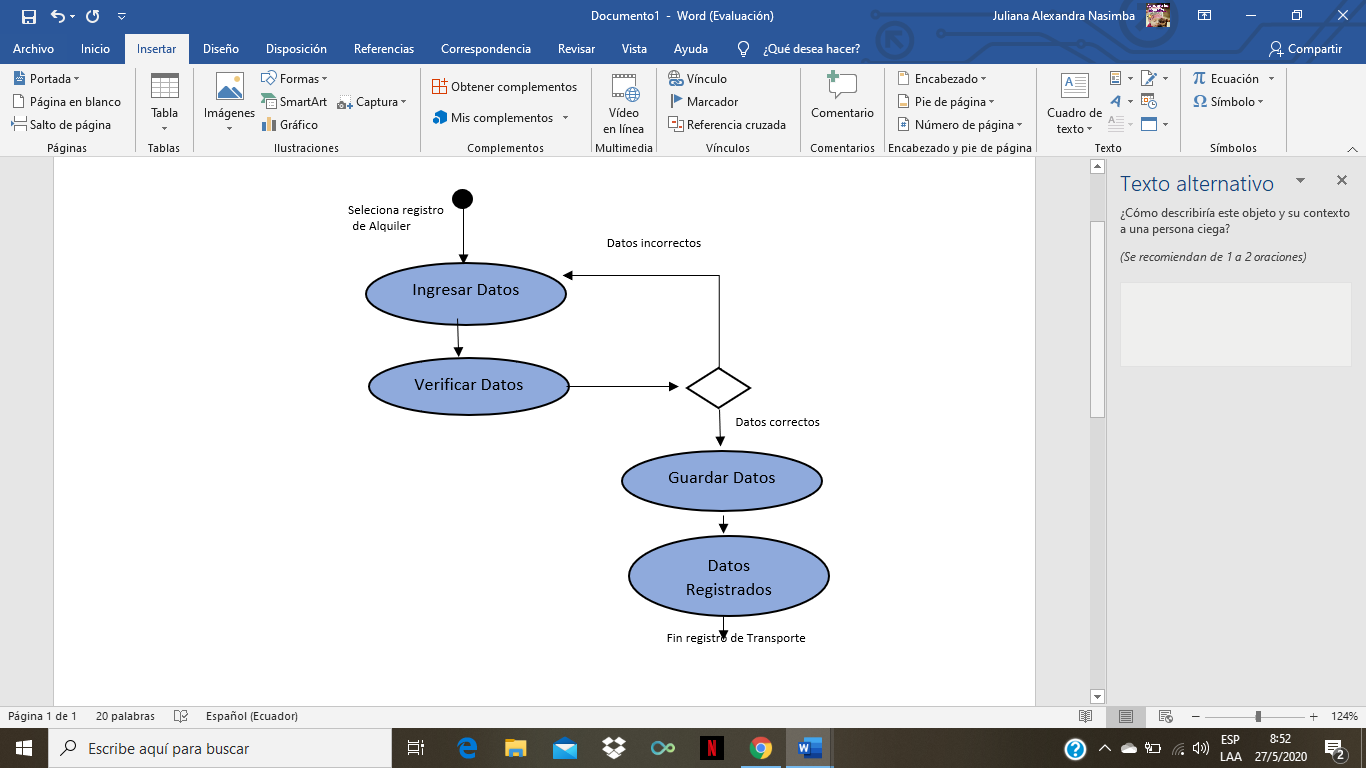 Documento1 - Word (Evaluación)
Juliana Alexandra Nasimba
Archivo
Inicio
Insertar
Diseño
Disposición
Referencias
Correspondencia
Revisar
Vista
Ayuda
¿Qué desea hacer?
Compartir
Portada
Página en blanco
Salto de página
Páginas
Tabla
Tablas
Imágenes
Formas
SmartArt
Gráfico
Captura
Ilustraciones
Obtener complementos
Mis complementos
Complementos
Vídeo
en línea
Multimedia
Vínculo
Marcador
Referencia cruzada
Vínculos
Comentario
Comentarios
Encabezado
Pie de página
Número de página
Encabezado y pie de página
Cuadro de
texto
Texto
Ecuación
Símbolo
Símbolos
Seleciona registro
de Alquiler
Datos incorrectos
Ingresar Datos
Verificar Datos
Datos correctos
Guardar Datos
Datos
Registrados
Fin registro de Transporte
Texto alternativo
¿Cómo describiría este objeto y su contexto
a una persona ciega?
(Se recomiendan de 1 a 2 oraciones)
Página 1 de 1
20 palabras
Español (Ecuador)
124%
Escribe aquí para buscar
ESP
LAA
8:52
27/5/2020
2